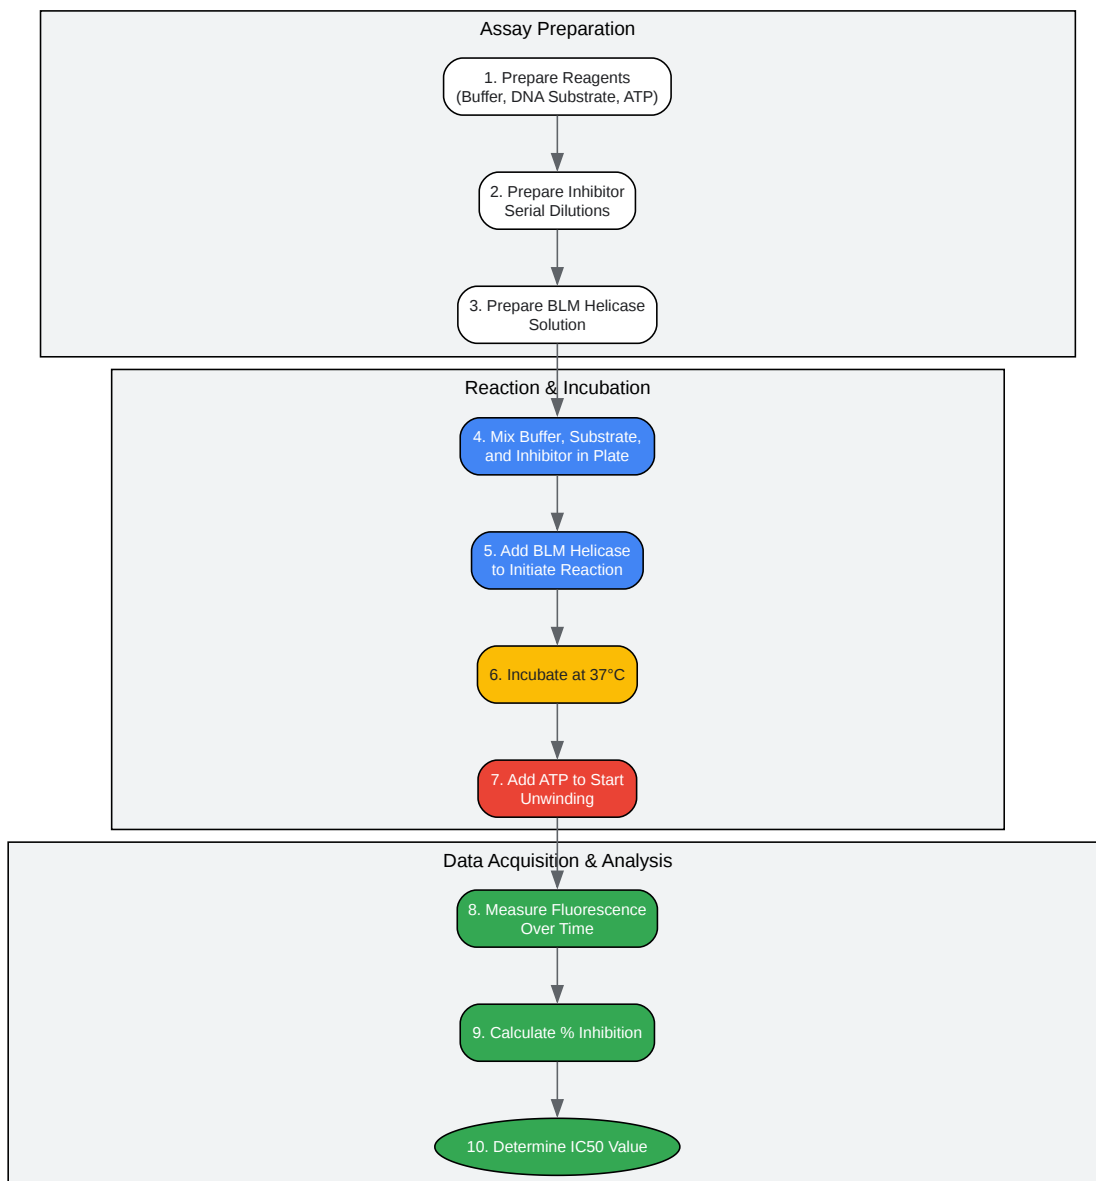 Assay Preparation
1. Prepare Reagents
(Buffer, DNA Substrate, ATP)
2. Prepare Inhibitor
Serial Dilutions
3. Prepare BLM Helicase
Solution
Reaction & Incubation
4. Mix Buffer, Substrate,
and Inhibitor in Plate
5. Add BLM Helicase
to Initiate Reaction
6. Incubate at 37°C
7. Add ATP to Start
Unwinding
Data Acquisition & Analysis
8. Measure Fluorescence
Over Time
9. Calculate % Inhibition
10. Determine IC50 Value